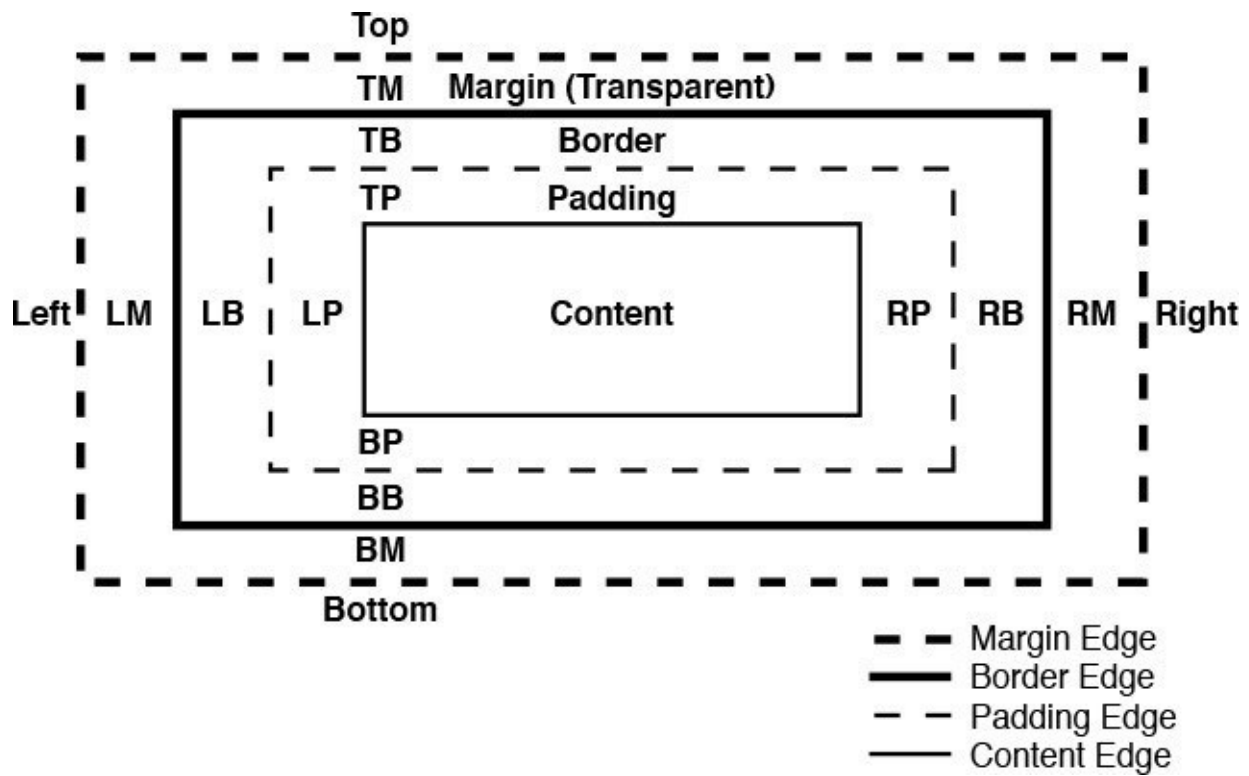 Top
TM Margin (Transparent)
TB Border
TP Padding
Left LM LB LP Content RP RB RM Right
BP
BB
BM
Bottom
Margin Edge
Border Edge
Padding Edge
Content Edge